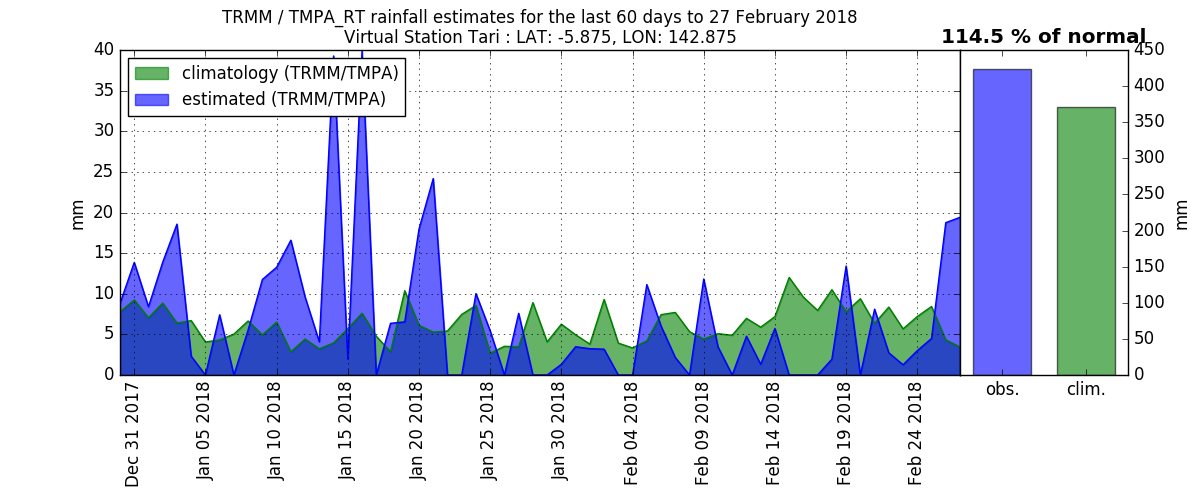 TRMM / TMPA_RT rainfall estimates for the last 60 days to 27 February 2018
Virtual Station Tari : LAT: -5.875, LON: 142.875
114.5 % of normal
climatology (TRMM/TMPA)
estimated (TRMM/TMPA)
mm
40
35
30
25
20
15
10
5
0
Dec 31 2017
Jan 05 2018
Jan 10 2018
Jan 15 2018
Jan 20 2018
Jan 25 2018
Jan 30 2018
Feb 04 2018
Feb 09 2018
Feb 14 2018
Feb 19 2018
Feb 24 2018
obs.
clim.
450
400
350
300
250
200
150
100
50
0
mm